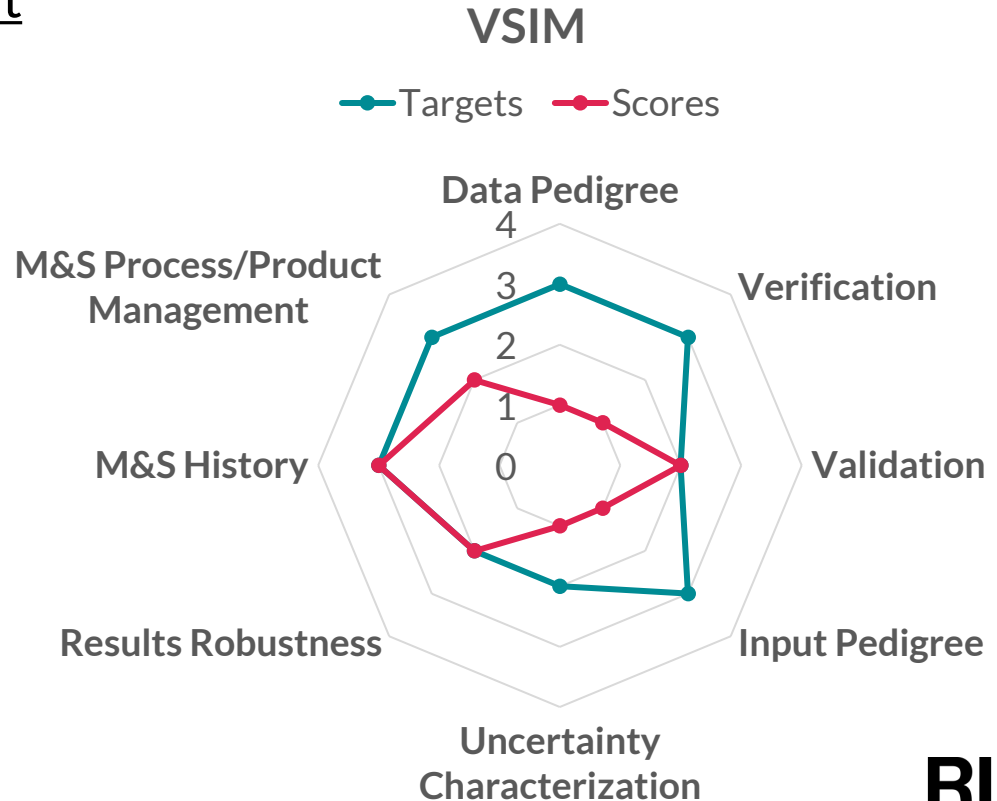 t
VSIM
Targets Scores
Data Pedigree
4
M&S Process/Product
Management
3
Verification
2
1
M&S History
0
Validation
Results Robustness
Input Pedigree
Uncertainty
Characterization